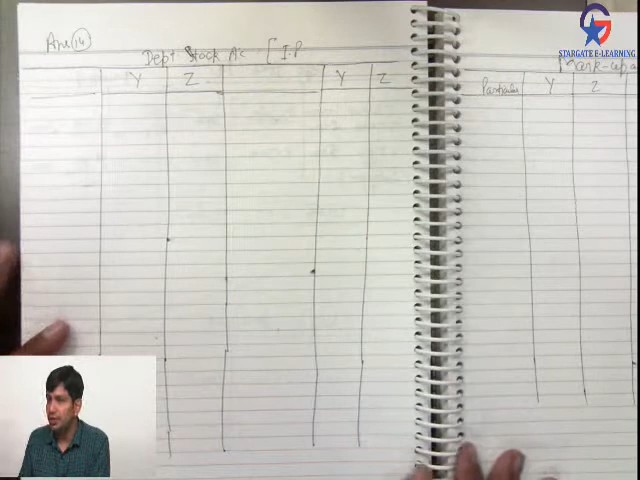 STARGATE E-LEARNING
Ans 14
Dept Stock A/c [I.P
Y Z Y Z
Mark-up a
Particulars Y Z